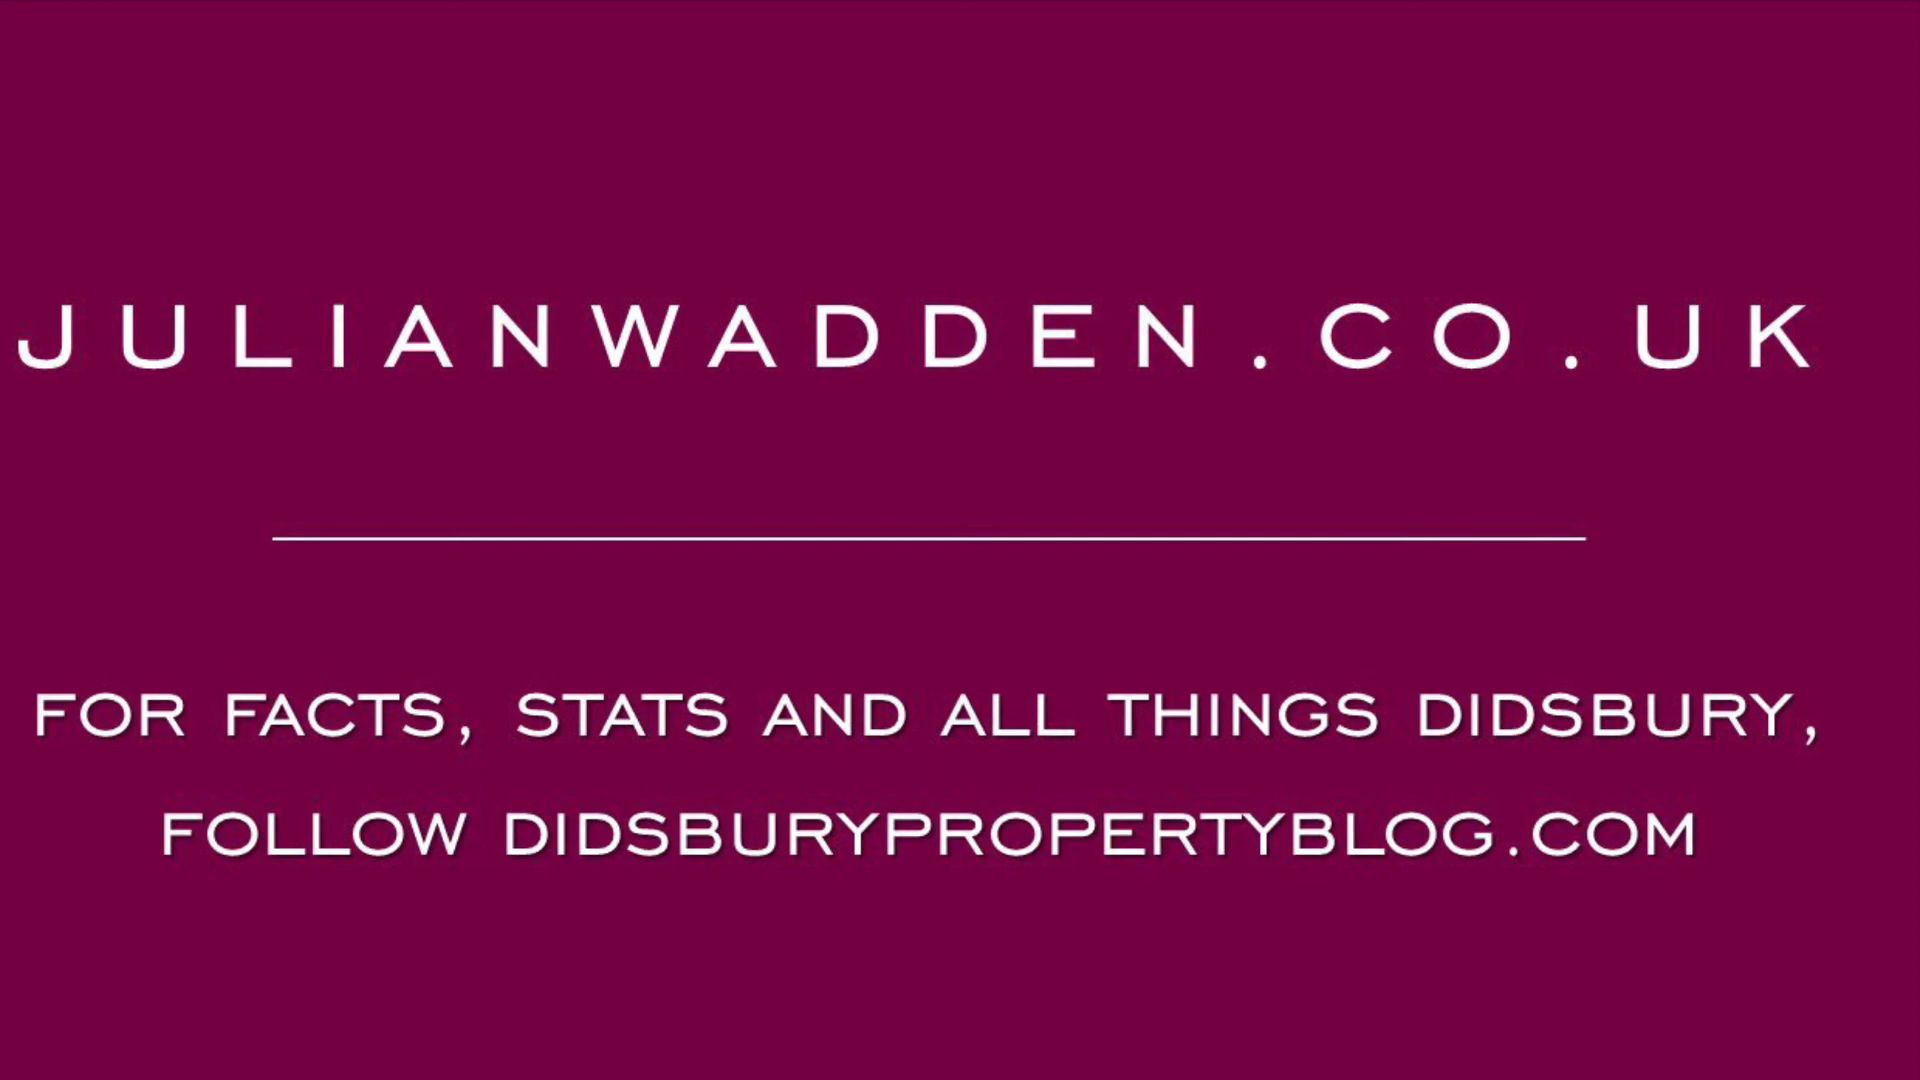 JULIANWADDEN.CO.UK
FOR FACTS, STATS AND ALL THINGS DIDSBURY,
FOLLOW DIDSBURYPROPERTYBLOG.COM